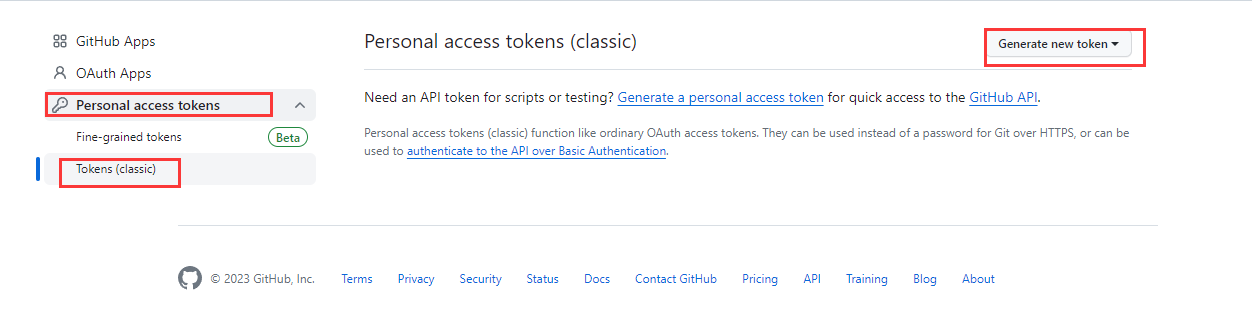 GitHub Apps
OAuth Apps
Personal access tokens
Fine-grained tokens Beta
Tokens (classic)
Personal access tokens (classic)
Generate new token
Need an API token for scripts or testing? Generate a personal access token for quick access to the GitHub API.
Personal access tokens (classic) function like ordinary OAuth access tokens. They can be used instead of a password for Git over HTTPS, or can be
used to authenticate to the API over Basic Authentication.
© 2023 GitHub, Inc. Terms Privacy Security Status Docs Contact GitHub Pricing API Training Blog About